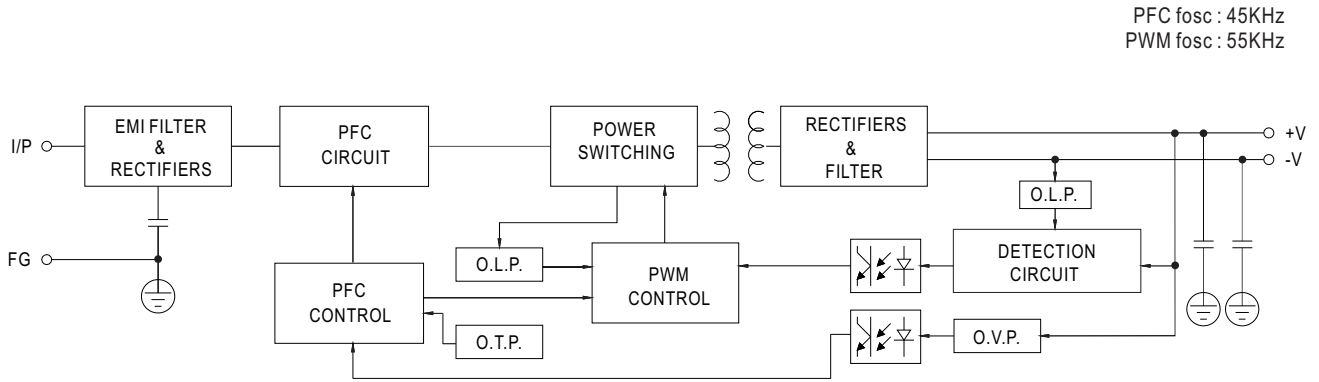 PFC fosc : 45KHz
PWM fosc : 55KHz
I/P
EMI FILTER
&
RECTIFIERS
PFC
CIRCUIT
POWER
SWITCHING
RECTIFIERS
&
FILTER
+V
-V
O.L.P.
FG
O.L.P.
PWM
CONTROL
DETECTION
CIRCUIT
PFC
CONTROL
O.T.P.
O.V.P.